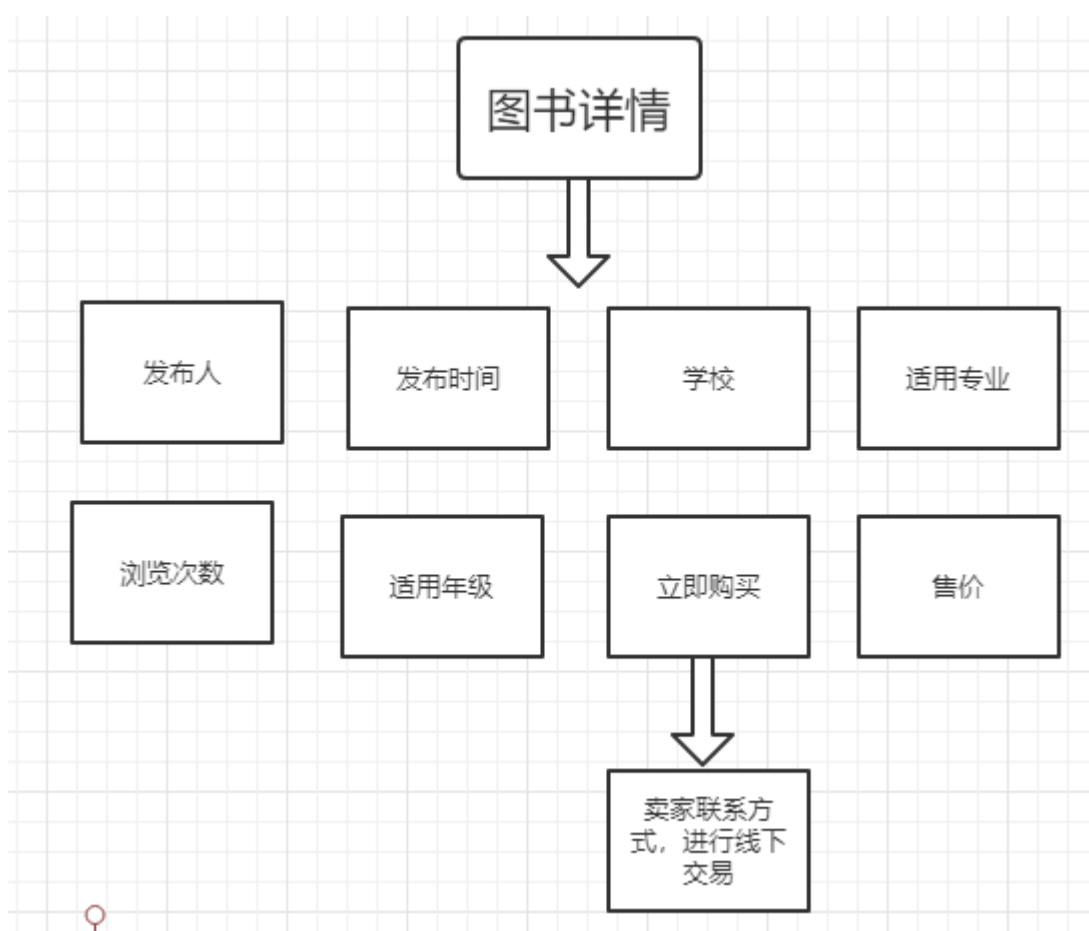 图书详情
发布人
发布时间
学校
适用专业
浏览次数
适用年级
立即购买
售价
卖家联系方
式，进行线下
交易